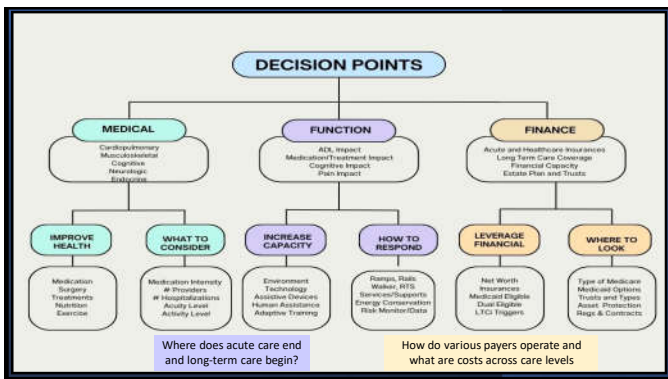 DECISION POINTS
MEDICAL
Cardiopulmonary
Musculoskeletal
Cognitive
Neurologic
Endocrine
FUNCTION
ADL Impact
Medication/Treatment Impact
Cognitive Impact
Pain Impact
FINANCE
Acute and Healthcare Insurances
Long Term Care Coverage
Financial Capacity
Estate Plan and Trusts
IMPROVE
HEALTH
Medication
Surgery
Treatments
Nutrition
Exercise
WHAT TO
CONSIDER
Medication Intensity
# Providers
# Hospitalizations
Acuity Level
Activity Level
INCREASE
CAPACITY
Environment
Technology
Assistive Devices
Human Assistance
Adaptive Training
HOW TO
RESPOND
Ramps, Rails
Walker, RTS
Services/Supports
Energy Conservation
Risk Monitor/Data
LEVERAGE
FINANCIAL
Net Worth
Insurances
Medicaid Eligible
Dual Eligible
LTCi Triggers
WHERE TO
LOOK
Type of Medicare
Medicaid Options
Trusts and Types
Asset Protection
Regs & Contracts
Where does acute care end
and long-term care begin?
How do various payers operate and
what are costs across care levels